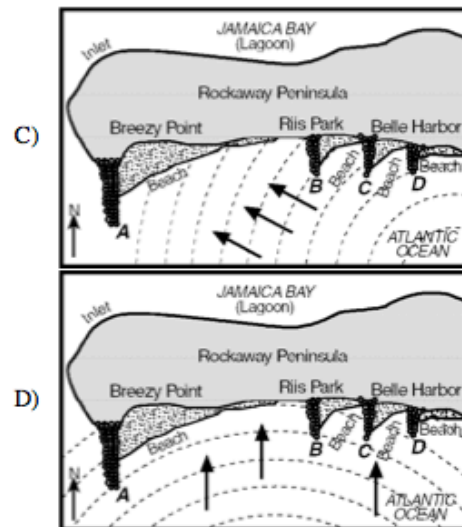 C)
JAMAICA BAY
(Lagoon)
Inlet
Rockaway Peninsula
Breezy Point
Riis Park
Belle Harbor
Beach
Beach
Beach
Beach
A
B
C
D
N
ATLANTIC
OCEAN
D)
JAMAICA BAY
(Lagoon)
Inlet
Rockaway Peninsula
Breezy Point
Riis Park
Belle Harbor
Beach
Beach
Beach
Beach
A
B
C
D
N
ATLANTIC
OCEAN